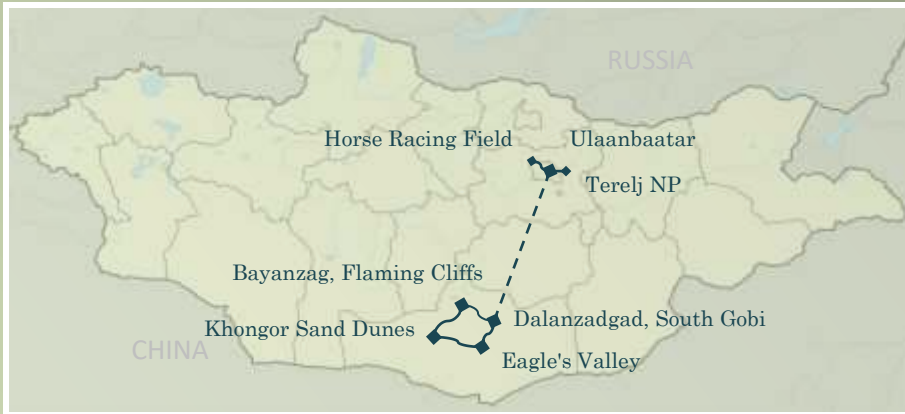 RUSSIA
Horse Racing Field
Ulaanbaatar
Terelj NP
Bayanzag, Flaming Cliffs
Khongor Sand Dunes
Dalanzadgad, South Gobi
CHINA
Eagle's Valley